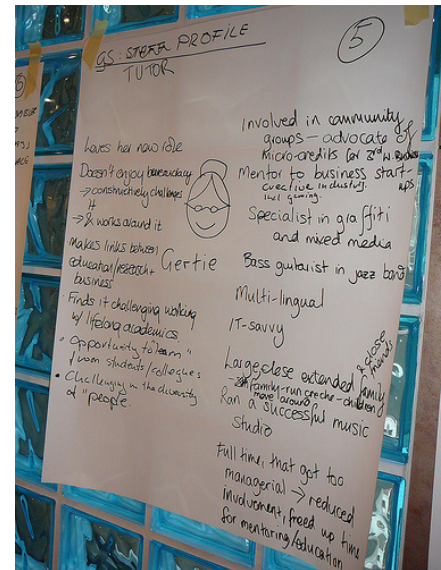 GS: STAFF PROFILE
TUTOR
5
Loves her new role
Doesn't enjoy bureaucracy
→ constructively challenges
it
→ & works around it
Makes links between
education/research+
business
• Finds it challenging working
w/ lifelong academics
• "Opportunity to learn"
from students/colleagues
• Challenging in the diversity
of "people
Gertie
Involved in community
groups – advocate of
micro-credits for 3rd W.
Mentor to business start-
ups
creative industry,
incl gaming.
Specialist in graffiti
and mixed media
Bass guitarist in jazz band
Multi-lingual
IT-savvy
Large, close extended family
& close
friends
family-run creche - children
move around
Ran a successful music
studio
Full time, that got too
managerial → reduced
involvement, freed up time
for mentoring/education